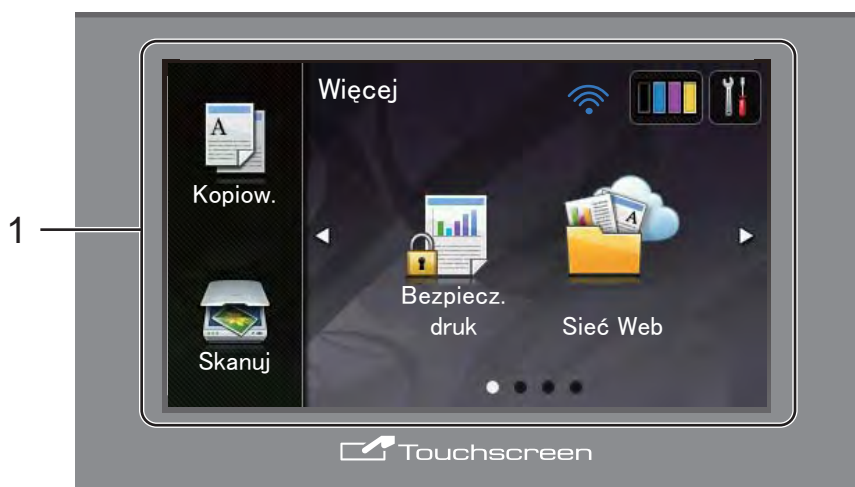 1
Więcej
A
Kopiow.
Skanuj
Bezpiecz.
druk
A
Sieć Web
Touchscreen